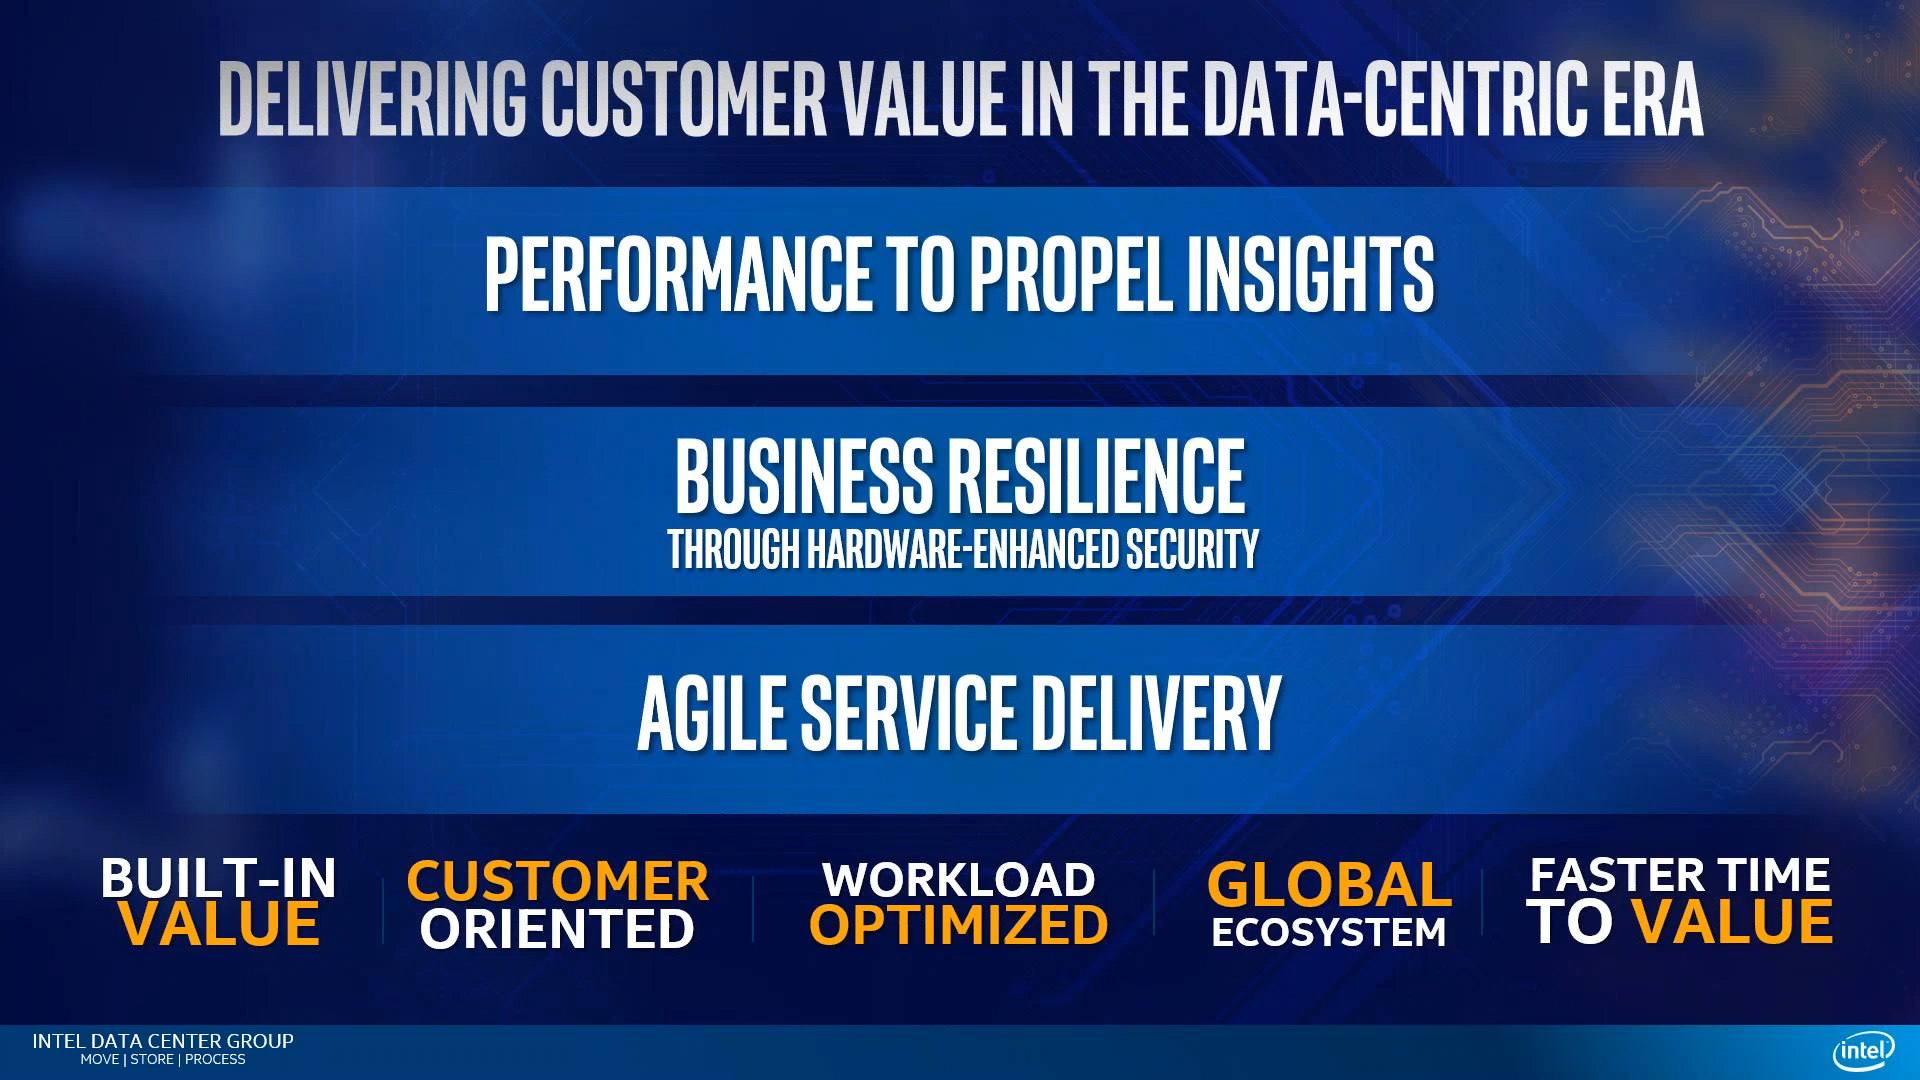 DELIVERING CUSTOMER VALUE IN THE DATA-CENTRIC ERA
PERFORMANCE TO PROPEL INSIGHTS
BUSINESS RESILIENCE
THROUGH HARDWARE-ENHANCED SECURITY
AGILE SERVICE DELIVERY
BUILT-IN
VALUE
CUSTOMER
ORIENTED
WORKLOAD
OPTIMIZED
GLOBAL
ECOSYSTEM
FASTER TIME
TO VALUE
INTEL DATA CENTER GROUP
MOVE | STORE | PROCESS
intel